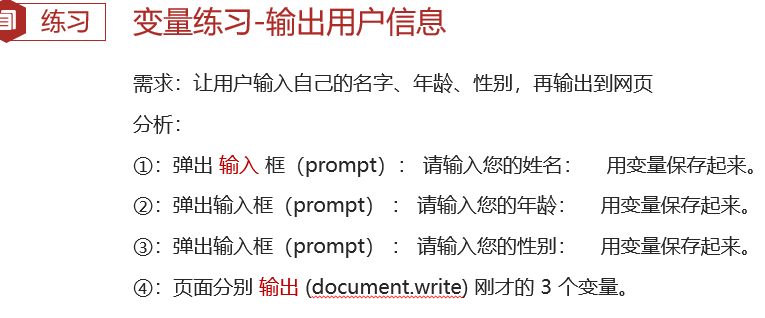 练习
变量练习-输出用户信息
需求：让用户输入自己的名字、年龄、性别，再输出到网页
分析：
①：弹出 输入 框（prompt）： 请输入您的姓名： 用变量保存起来。
②：弹出输入框（prompt） ： 请输入您的年龄： 用变量保存起来。
③：弹出输入框（prompt） ： 请输入您的性别： 用变量保存起来。
④：页面分别 输出 (document.write) 刚才的 3 个变量。